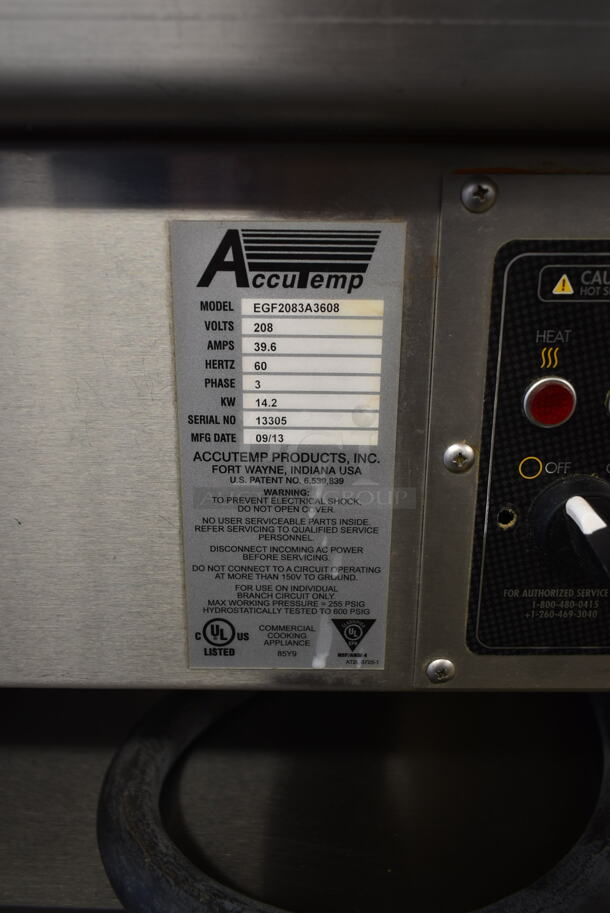 AccuTemp
MODEL EGF2083A3608
VOLTS 208
AMPS 39.6
HERTZ 60
PHASE 3
KW 14.2
SERIAL NO 13305
MFG DATE 09/13
ACCUTEMP PRODUCTS, INC.
FORT WAYNE, INDIANA USA
U.S. PATENT NO. 6,539,839
WARNING:
TO PREVENT ELECTRICAL SHOCK,
DO NOT OPEN COVER.
NO USER SERVICEABLE PARTS INSIDE.
REFER SERVICING TO QUALIFIED SERVICE
PERSONNEL.
DISCONNECT INCOMING AC POWER
BEFORE SERVICING.
DO NOT CONNECT TO A CIRCUIT OPERATING
AT MORE THAN 150V TO GROUND.
FOR USE ON INDIVIDUAL
BRANCH CIRCUIT ONLY.
MAX WORKING PRESSURE = 255 PSIG
HYDROSTATICALLY TESTED TO 600 PSIG
C UL US
LISTED
COMMERCIAL
COOKING
APPLIANCE
85Y9
UL
CAU
HOT S
HEAT
OFF
FOR AUTHORIZED SERVICE
1-800-480-0415
+1-260-469-3040